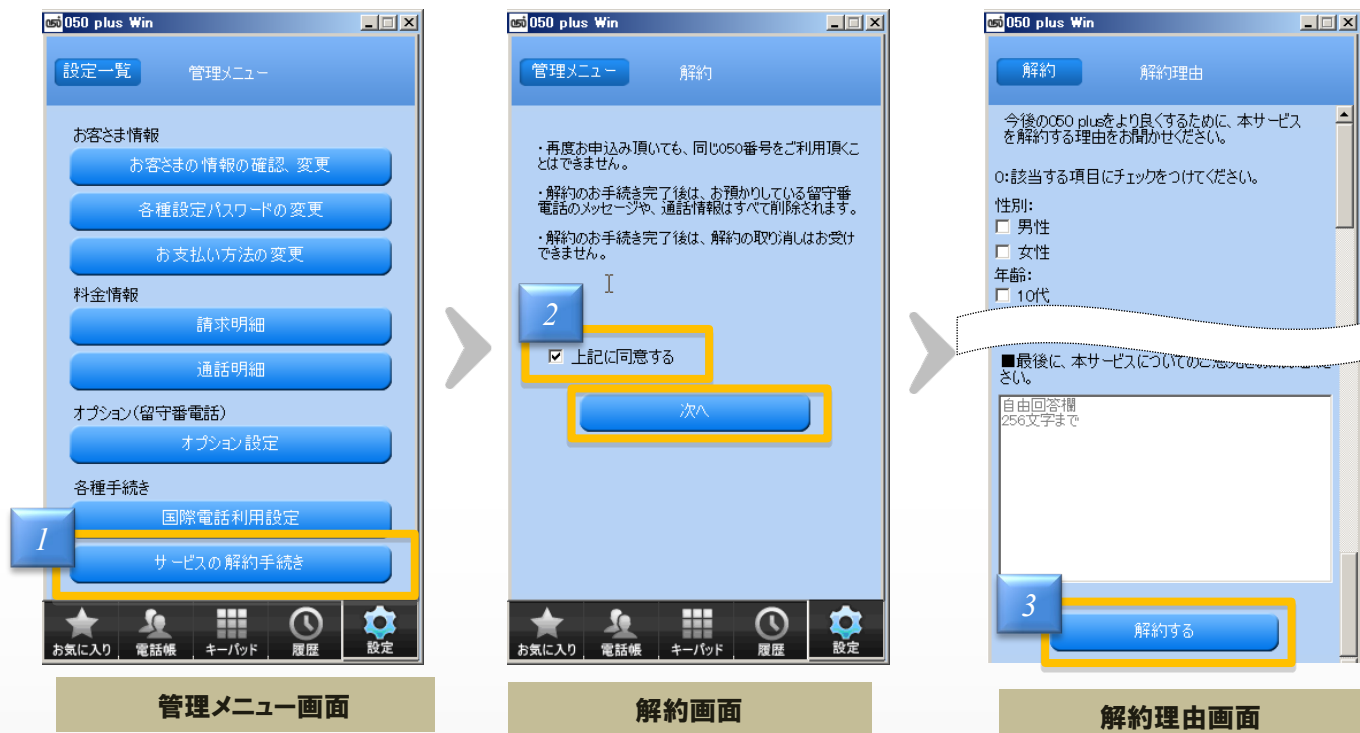 050 plus Win
設定一覧 管理メニュー
お客さま情報
お客さまの情報の確認、変更
各種設定パスワードの変更
お支払い方法の変更
料金情報
請求明細
通話明細
オプション(留守番電話)
オプション設定
各種手続き
国際電話利用設定
1
サービスの解約手続き
お気に入り 電話帳 キーパッド 履歴 設定
管理メニュー画面
050 plus Win
管理メニュー 解約
・再度お申込み頂いても、同じ050番号をご利用頂くこ
とはできません。
・解約のお手続き完了後は、お預かりしている留守番
電話のメッセージや、通話情報はすべて削除されます。
・解約のお手続き完了後は、解約の取り消しはお受け
できません。
2
上記に同意する
次へ
お気に入り 電話帳 キーパッド 履歴 設定
解約画面
050 plus Win
解約 解約理由
今後の050 plusをより良くするために、本サービス
を解約する理由をお聞かせください。
0:該当する項目にチェックをつけてください。
性別:
男性
女性
年齢:
10代
■最後に、本サービスについてのご意見を
さい。
自由回答欄
256文字まで
3
解約する
解約理由画面